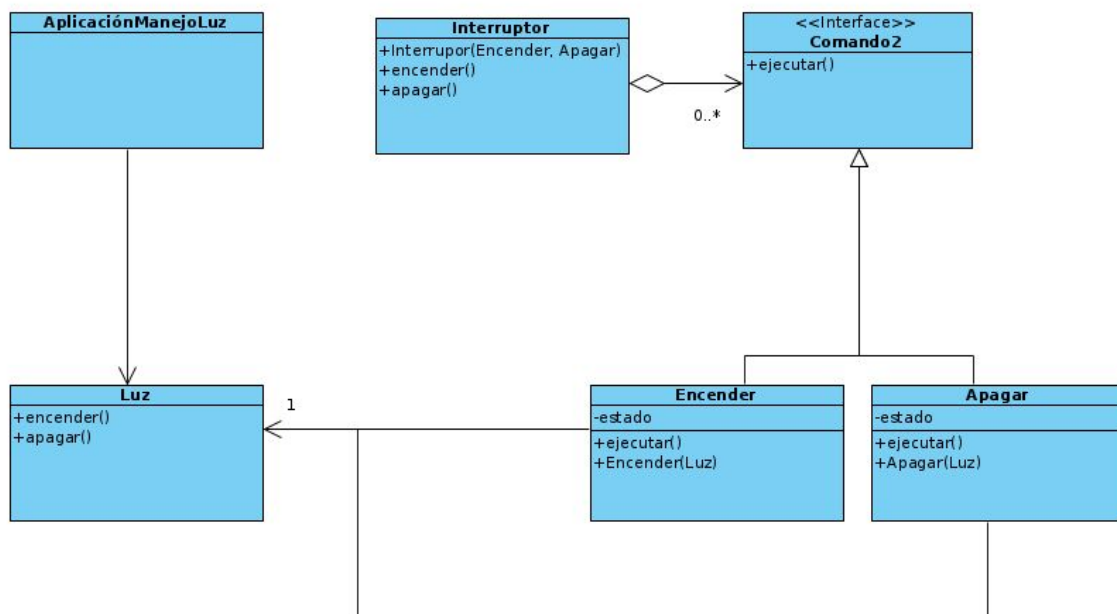 AplicaciónManejoLuz
Interruptor
+Interrupor(Encender, Apagar)
+encender()
+apagar()
0..*
<<Interface>>
Comando2
+ejecutar()
Luz
+encender()
+apagar()
1
Encender
-estado
+ejecutar()
+Encender(Luz)
Apagar
-estado
+ejecutar()
+Apagar(Luz)